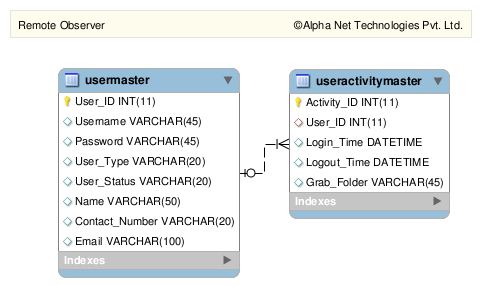 Remote Observer ©Alpha Net Technologies Pvt. Ltd.
usermaster
User_ID INT(11)
Username VARCHAR(45)
Password VARCHAR(45)
User_Type VARCHAR(20)
User_Status VARCHAR(20)
Name VARCHAR(50)
Contact_Number VARCHAR(20)
Email VARCHAR(100)
Indexes
useractivitymaster
Activity_ID INT(11)
User_ID INT(11)
Login_Time DATETIME
Logout_Time DATETIME
Grab_Folder VARCHAR(45)
Indexes